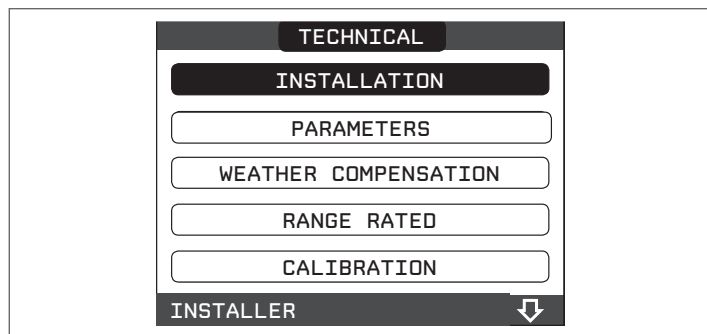 TECHNICAL
INSTALLATION
PARAMETERS
WEATHER COMPENSATION
RANGE RATED
CALIBRATION
INSTALLER